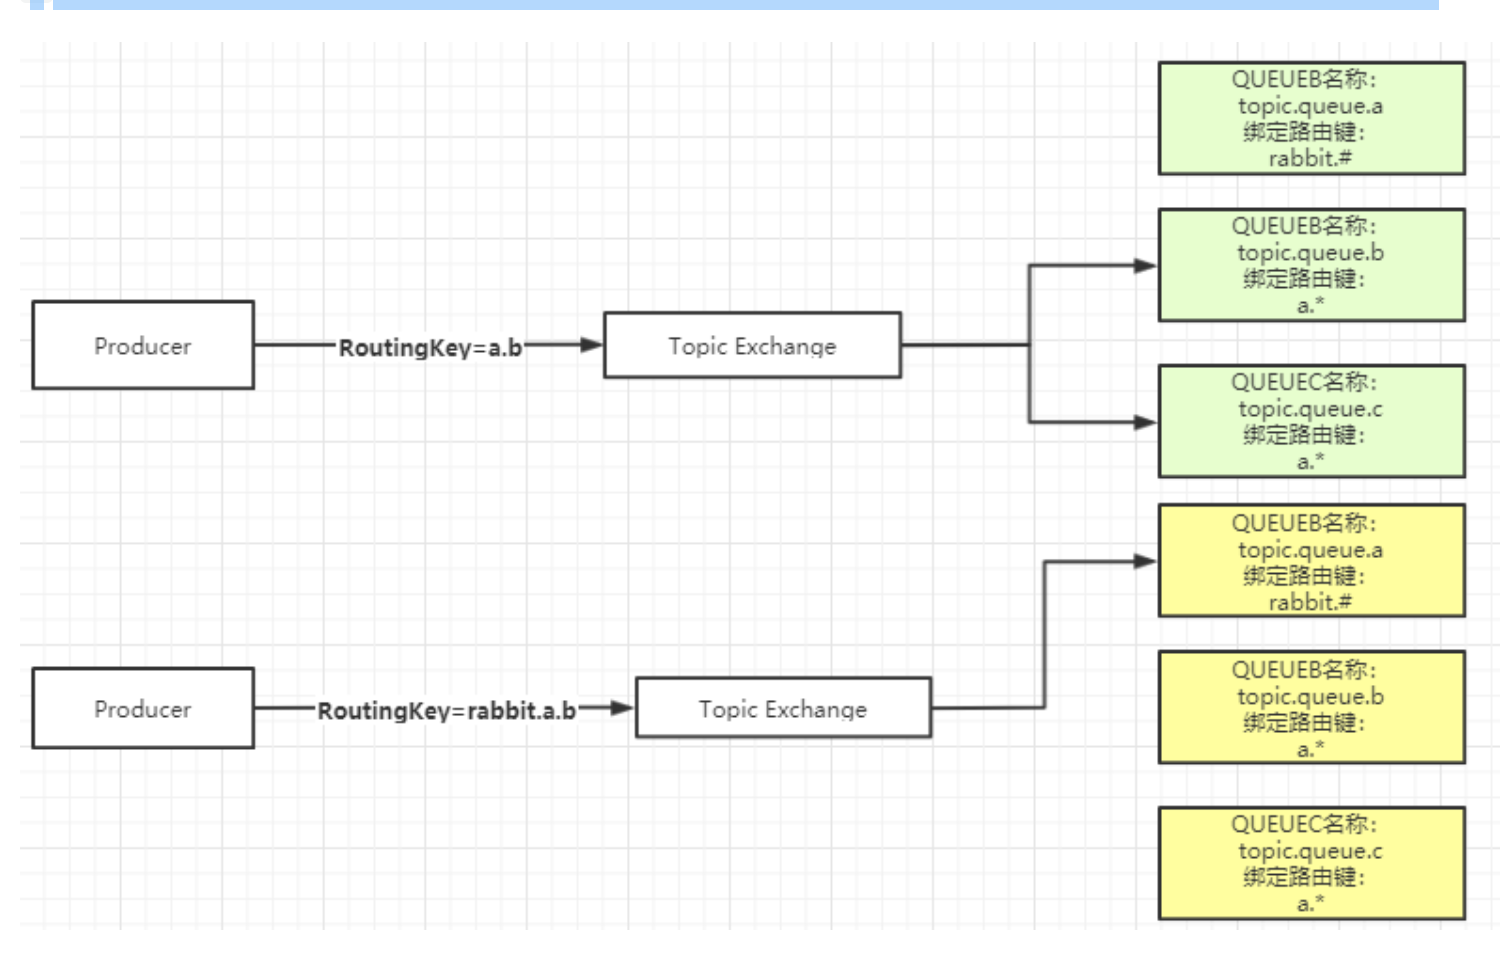 QUEUEB名称：
topic.queue.a
绑定路由键：
rabbit.#
QUEUEB名称：
topic.queue.b
绑定路由键：
a.*
Producer
RoutingKey=a.b
Topic Exchange
QUEUEC名称：
topic.queue.c
绑定路由键：
a.*
QUEUEB名称：
topic.queue.a
绑定路由键：
rabbit.#
Producer
RoutingKey=rabbit.a.b
Topic Exchange
QUEUEB名称：
topic.queue.b
绑定路由键：
a.*
QUEUEC名称：
topic.queue.c
绑定路由键：
a.*